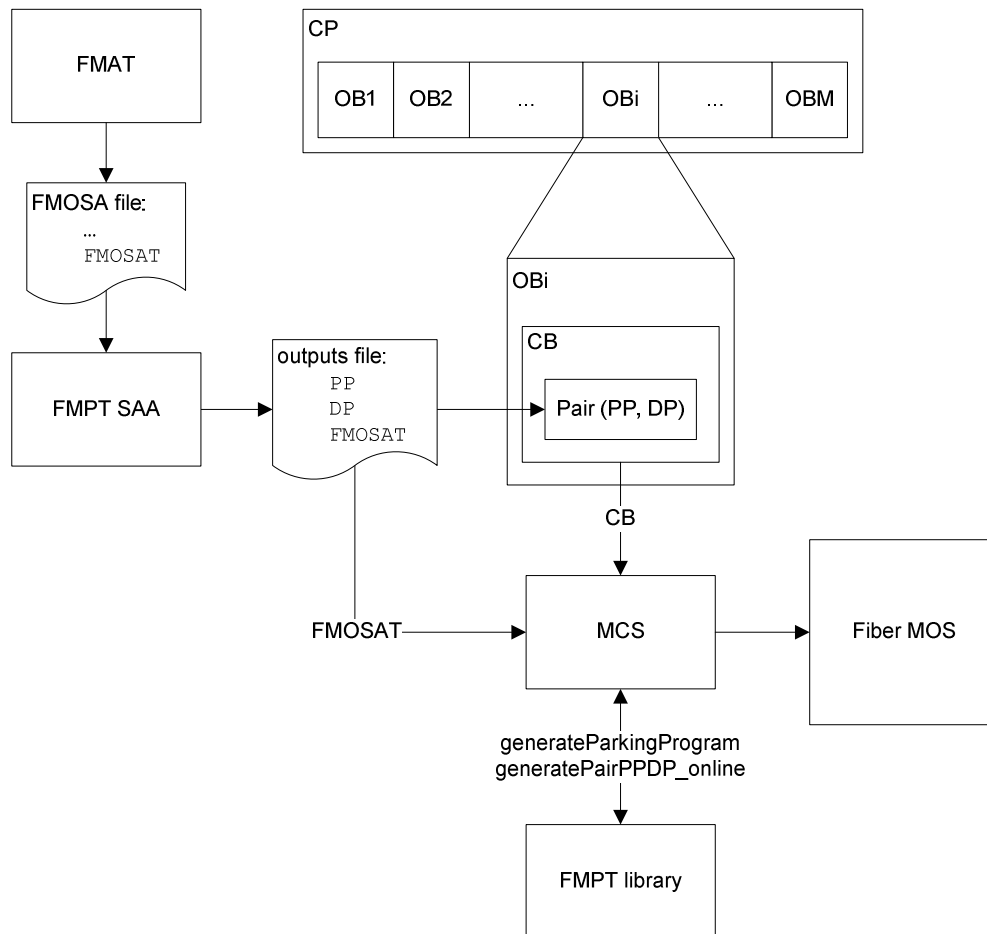 FMAT
CP
OB1 OB2 ... OBi ... OBM
FMOSA file:
...
FMOSAT
OBi
CB
Pair (PP, DP)
FMPT SAA
outputs file:
PP
DP
FMOSAT
CB
FMOSAT
MCS
Fiber MOS
generateParkingProgram
generatePairPPDP_online
FMPT library